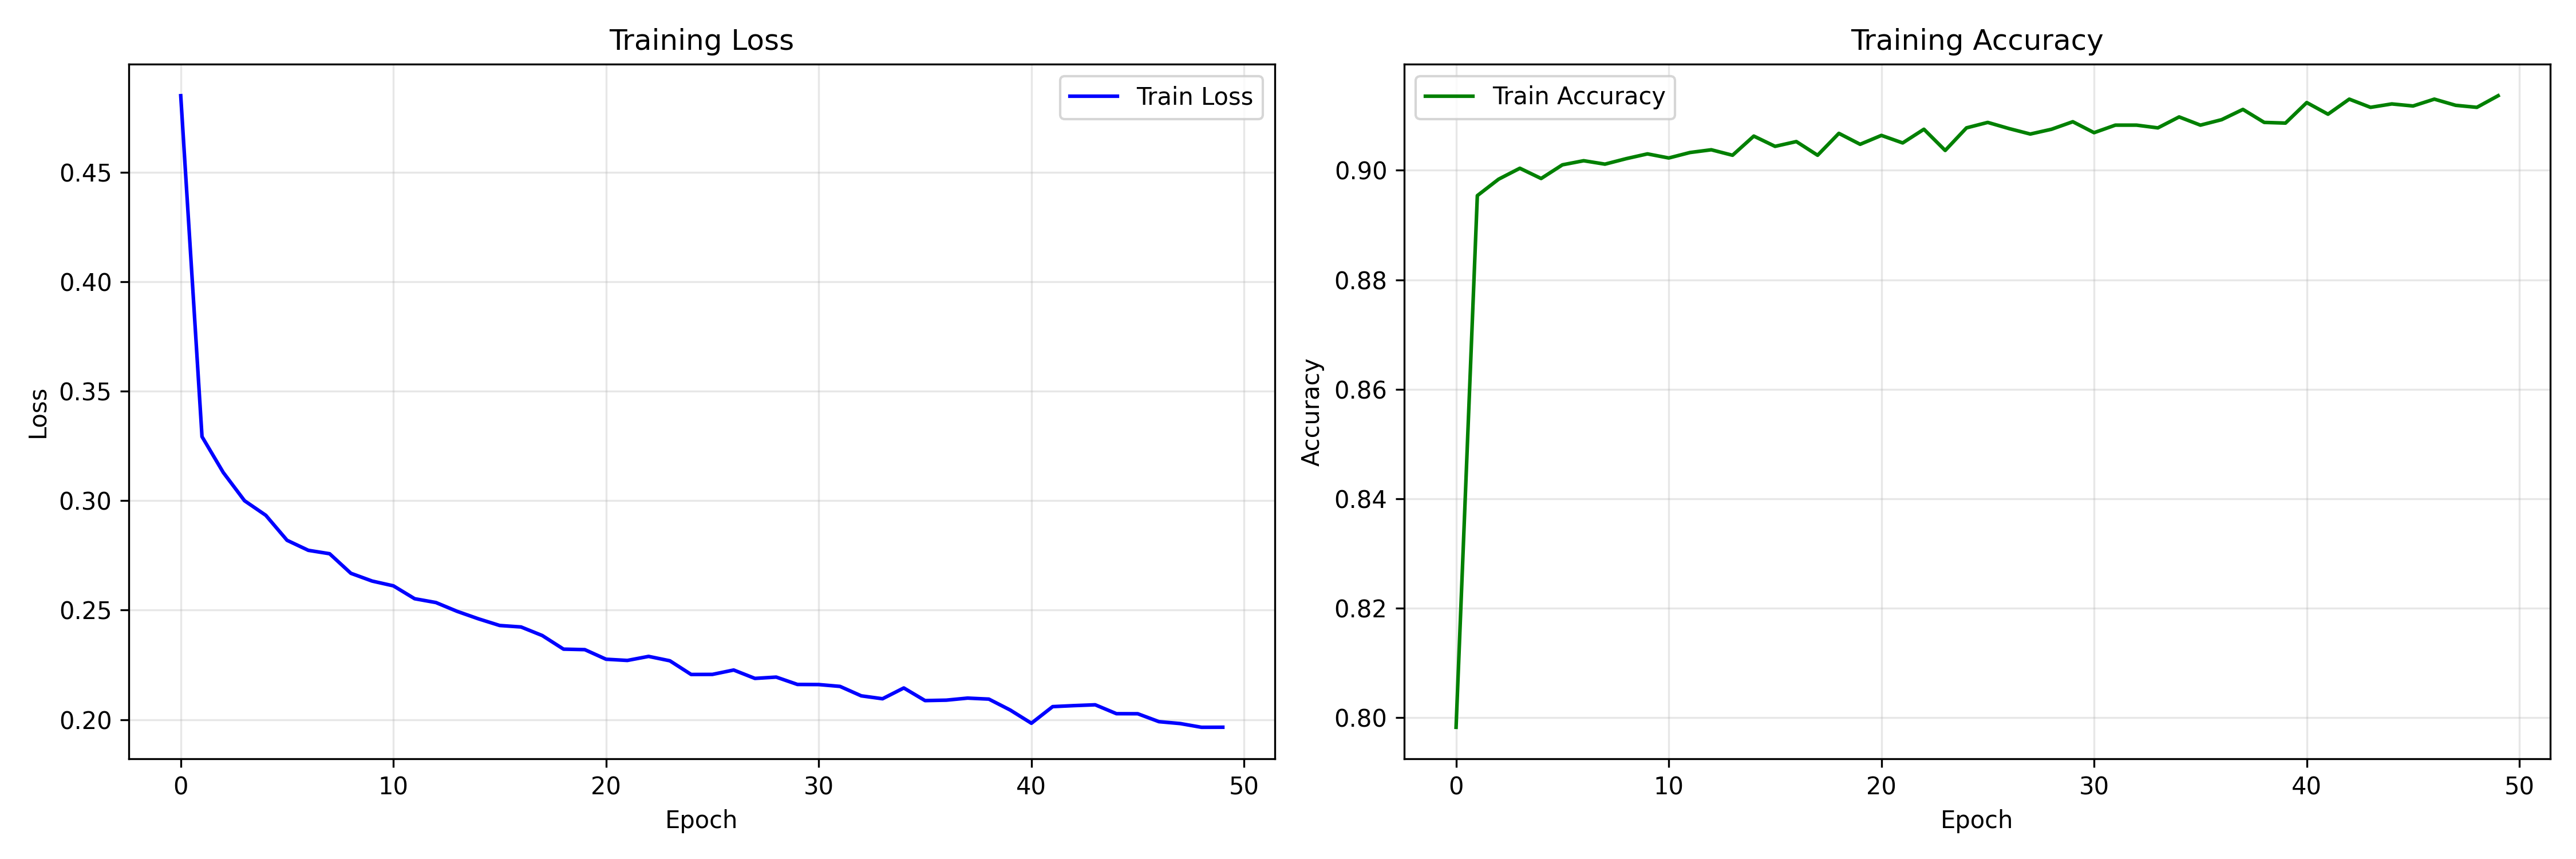 Training Loss
Train Loss
Loss
0.45
0.40
0.35
0.30
0.25
0.20
0 10 20 30 40 50
Epoch
Training Accuracy
Train Accuracy
Accuracy
0.90
0.88
0.86
0.84
0.82
0.80
0 10 20 30 40 50
Epoch